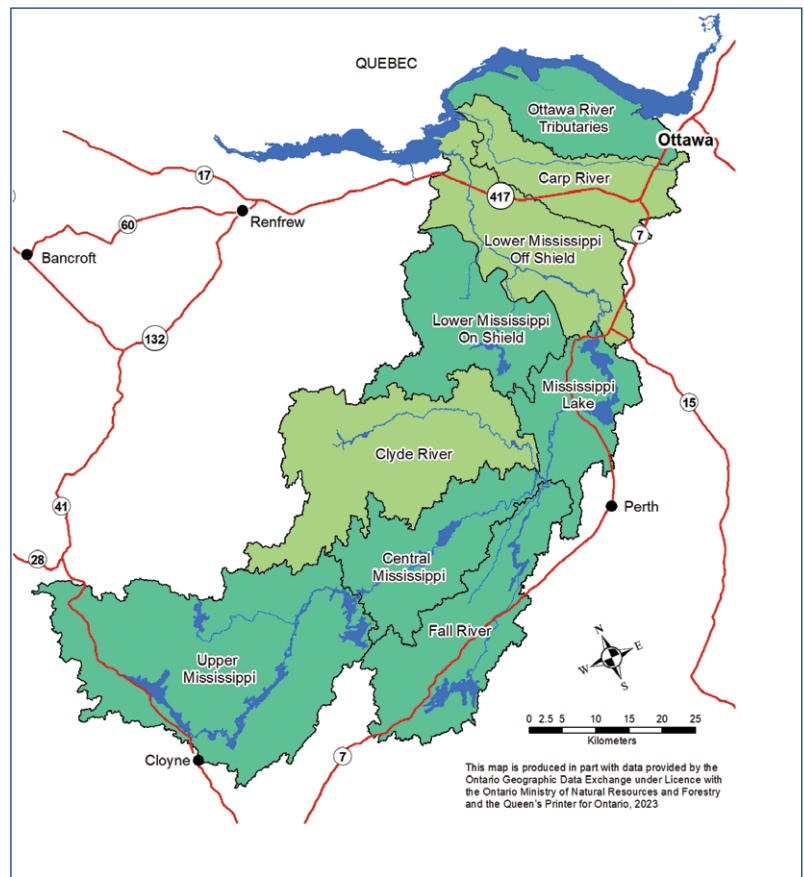 QUEBEC
Ottawa River
Tributaries
Ottawa
Carp River
17
417
60
Renfrew
7
Lower Mississippi
Off Shield
Bancroft
132
Lower Mississippi
On Shield
Mississippi
Lake
15
Clyde River
41
Perth
28
Central
Mississippi
Fall River
Upper
Mississippi
N
E
W
S
0 2.5 5 10 15 20 25
Kilometers
Cloyne
7
This map is produced in part with data provided by the
Ontario Geographic Data Exchange under Licence with
the Ontario Ministry of Natural Resources and Forestry
and the Queen's Printer for Ontario, 2023